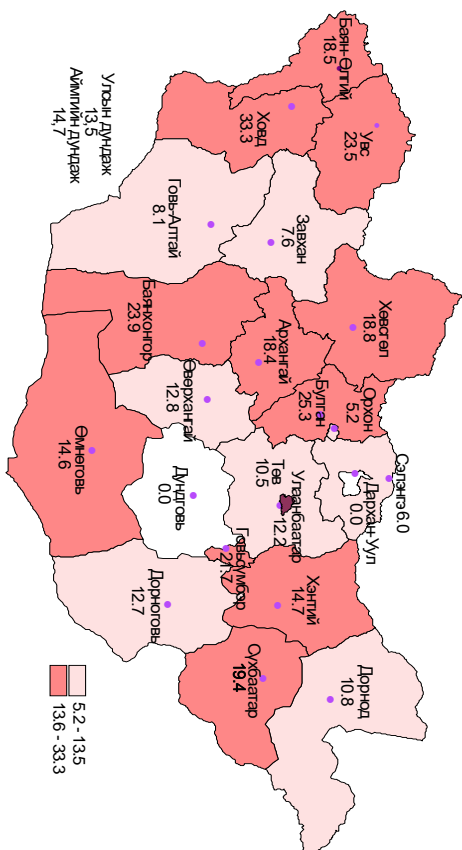 Баян-Өлгий
18.5
Увс
23.5
Ховд
33.3
Говь-Алтай
8.1
Завхан
7.6
Хөвсгөл
18.8
Архангай
18.4
Баянхонгор
23.9
Өвөрхангай
12.8
Булган
25.3
Орхон
5.2
Сэлэнгэ6.0
Дархан-Уул
0.0
Улаанбаатар
12.2
Төв
10.5
Өмнөговь
14.6
Дундговь
0.0
Говьсүмбэр
21.7
Дорноговь
12.7
Хэнтий
14.7
Сүхбаатар
19.4
Дорнод
10.8
Улсын дундаж
13,5
Аймгийн дундаж
14,7
5.2 - 13.5
13.6 - 33.3